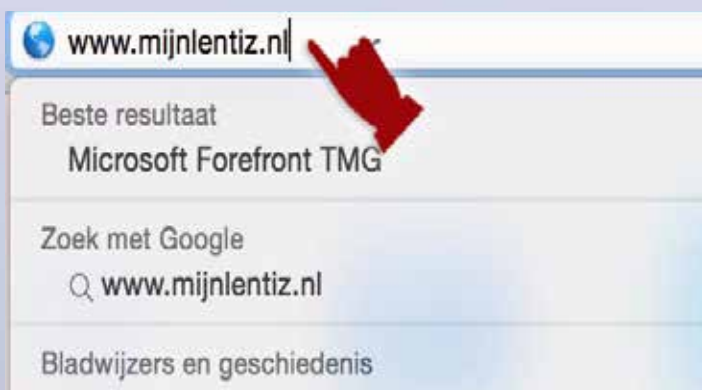 www.mijnlentiz.nl
Beste resultaat
Microsoft Forefront TMG
Zoek met Google
www.mijnlentiz.nl
Bladwijzers en geschiedenis